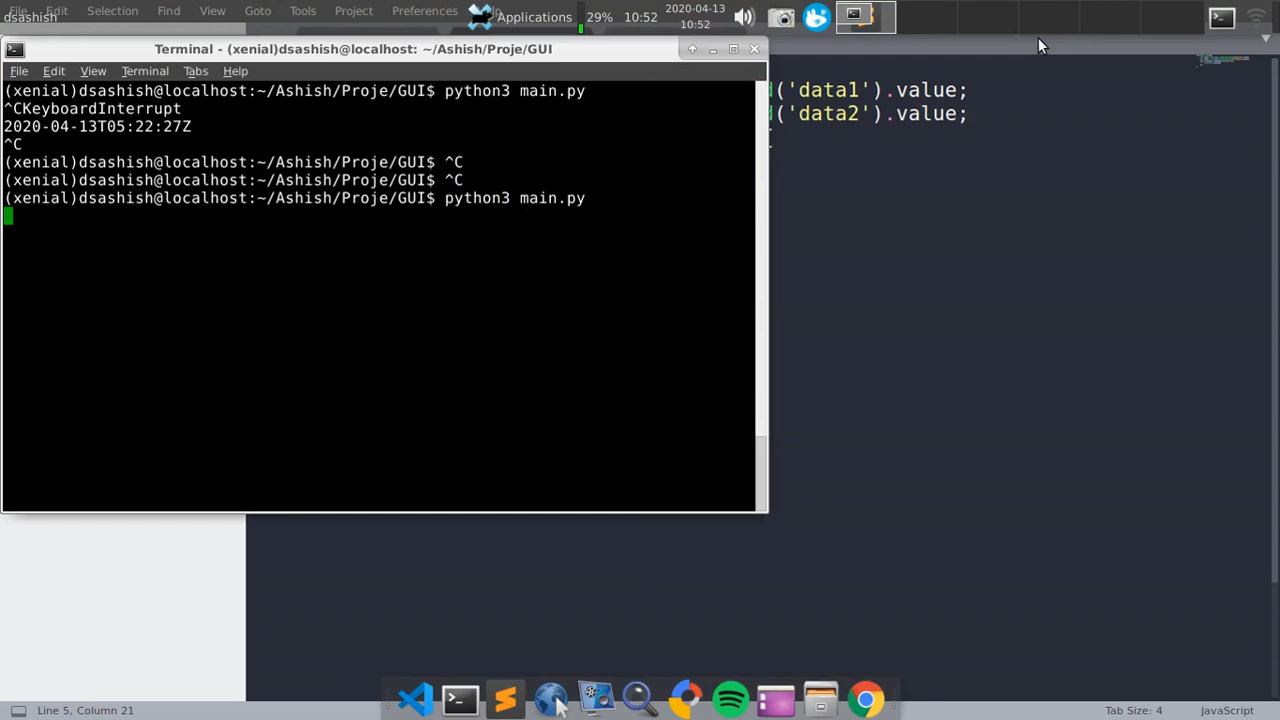 File Edit Selection Find View Goto Tools Project Preferences
dsashish
Applications 29% 10:52 2020-04-13
10:52
Terminal - (xenial)dsashish@localhost: ~/Ashish/Proje/GUI
File Edit View Terminal Tabs Help
(xenial)dsashish@localhost:~/Ashish/Proje/GUI$ python3 main.py
^CKeyboardInterrupt
2020-04-13T05:22:27Z
^C
(xenial)dsashish@localhost:~/Ashish/Proje/GUI$ ^C
(xenial)dsashish@localhost:~/Ashish/Proje/GUI$ ^C
(xenial)dsashish@localhost:~/Ashish/Proje/GUI$ python3 main.py
('data1').value;
('data2').value;
Line 5, Column 21
Tab Size: 4 JavaScript